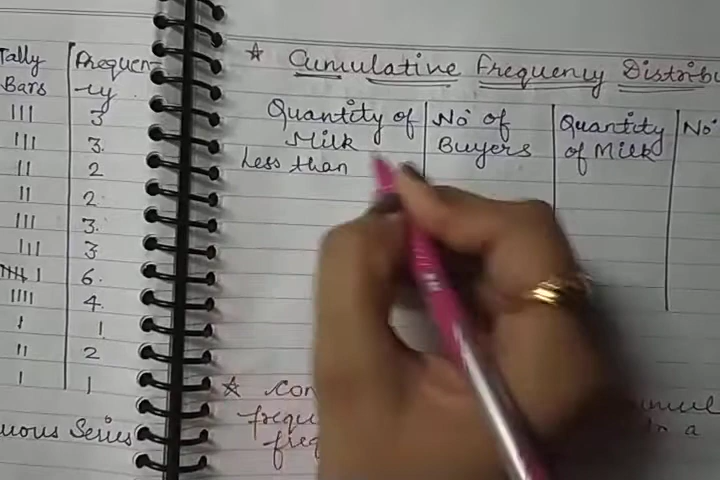 Tally Bars | Frequen-cy
III | 3
III | 3.
II | 2
II | 2.
III | 3.
III | 3
IIII I | 6.
IIII | 4.
I | 1.
II | 2
I | 1
uous Series
☆ Cumulative Frequency Distribu
Quantity of Milk | No. of Buyers | Quantity of Milk | No.
Less than
☆ Con
frequ
freq
a